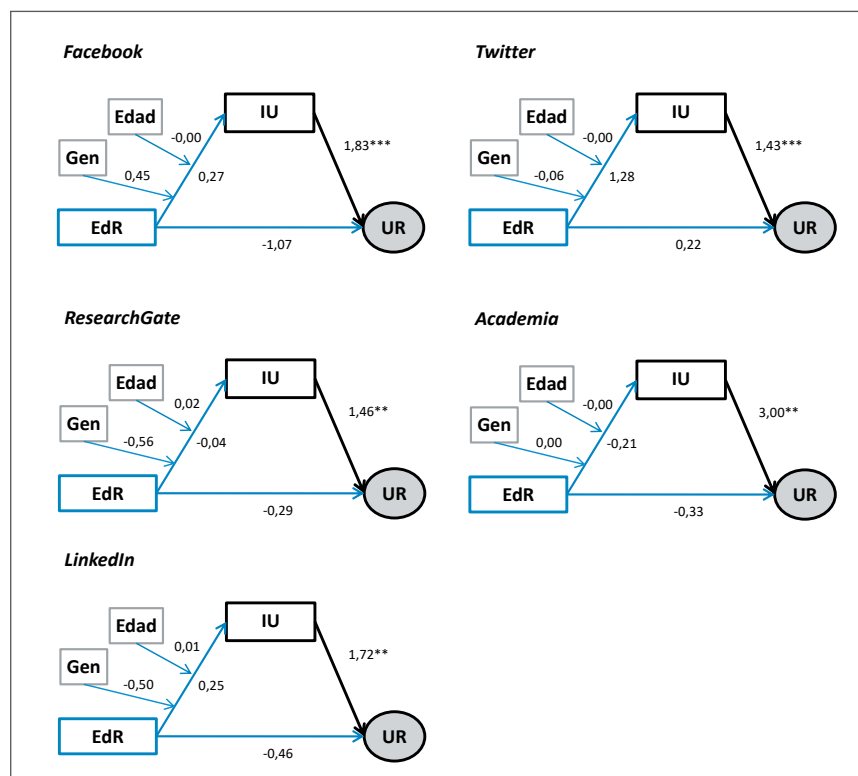 Facebook
Edad
IU
-0,00
1,83***
Gen
0,45
0,27
EdR
UR
-1,07
Twitter
Edad
IU
-0,00
1,43***
Gen
-0,06
1,28
EdR
UR
0,22
ResearchGate
Edad
IU
0,02
1,46**
Gen
-0,56
-0,04
EdR
UR
-0,29
Academia
Edad
IU
-0,00
3,00**
Gen
0,00
-0,21
EdR
UR
-0,33
LinkedIn
Edad
IU
0,01
1,72**
Gen
-0,50
0,25
EdR
UR
-0,46